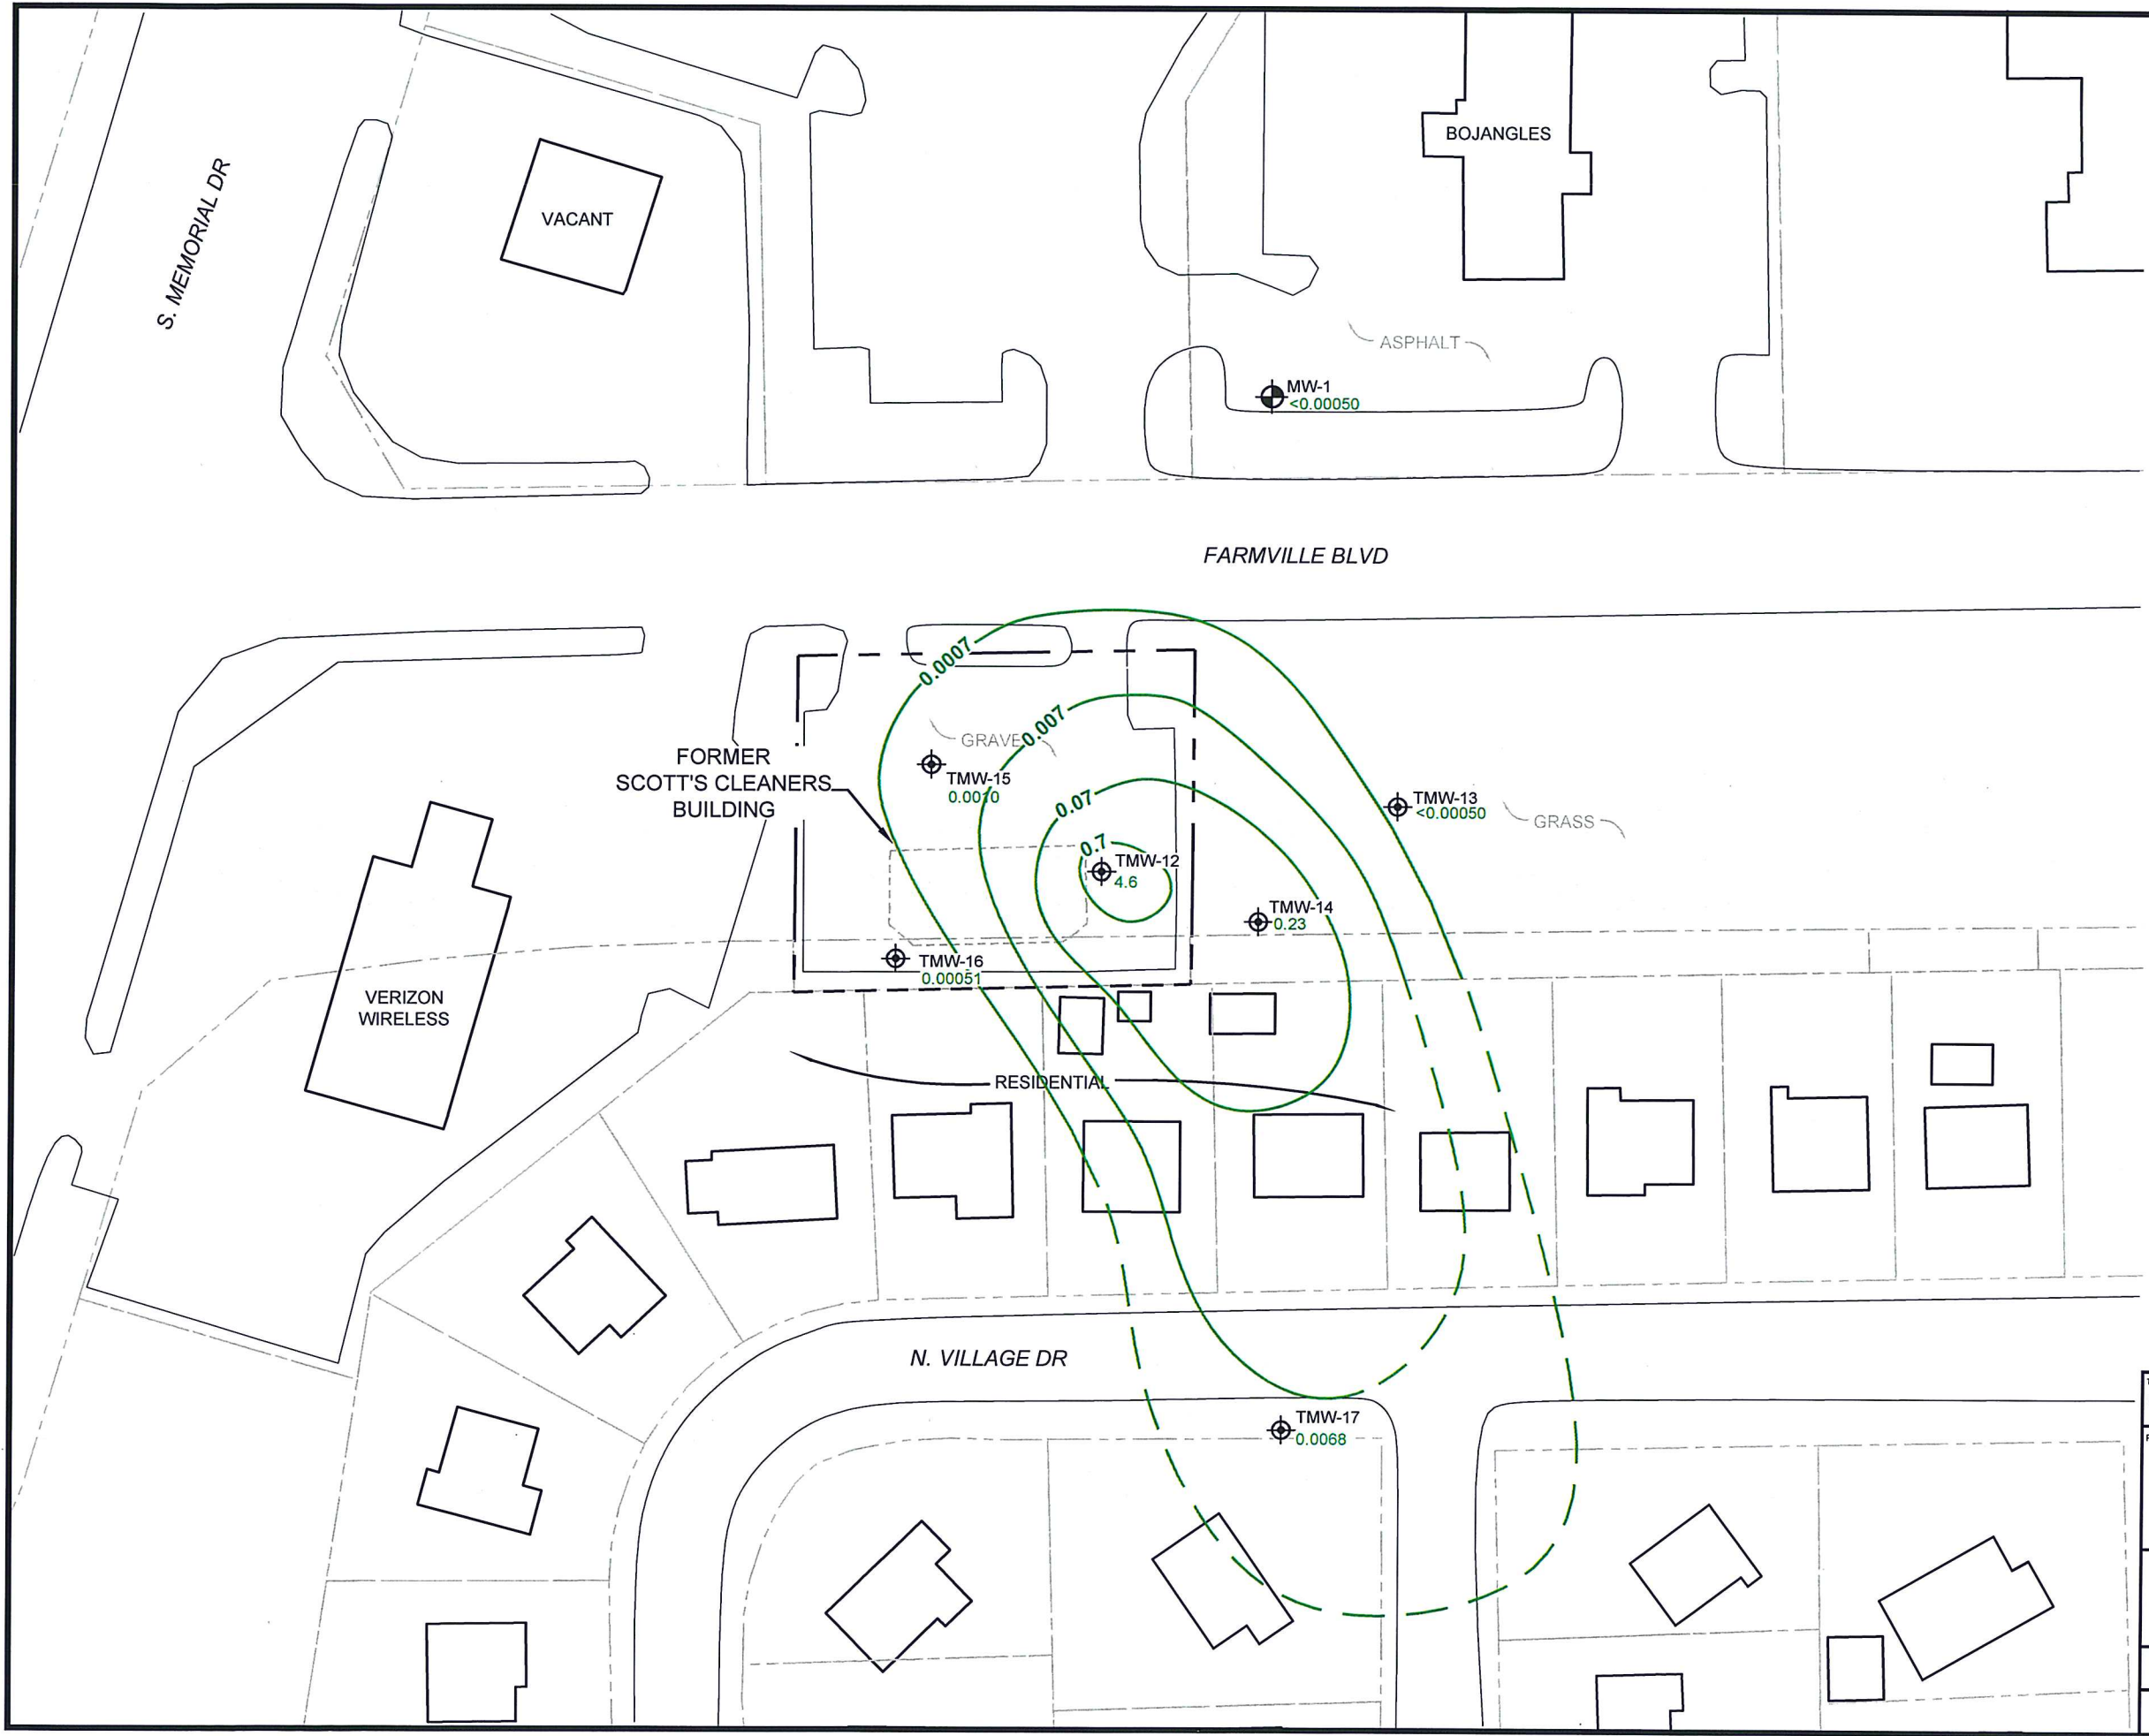 BOJANGLES
VACANT
S. MEMORIAL DR
ASPHALT
MW-1
<0.00050
FARMVILLE BLVD
0.0007
0.007
GRAVE
FORMER
SCOTT'S CLEANERS
BUILDING
TMW-15
0.0010
0.07
TMW-13
<0.00050
GRASS
0.7
TMW-12
4.6
TMW-14
0.23
TMW-16
0.00051
VERIZON
WIRELESS
RESIDENTIAL
N. VILLAGE DR
TMW-17
0.0068